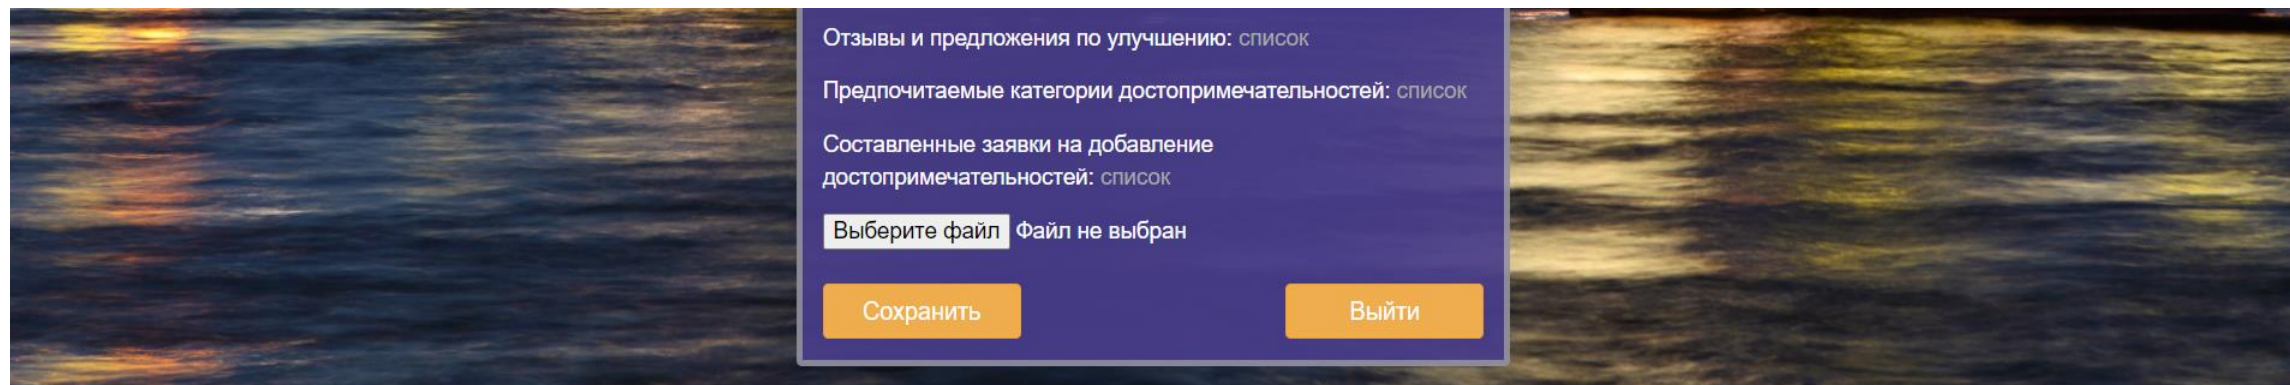 Отзывы и предложения по улучшению: список
Предпочитаемые категории достопримечательностей: список
Составленные заявки на добавление
достопримечательностей: список
Выберите файл Файл не выбран
Сохранить Выйти